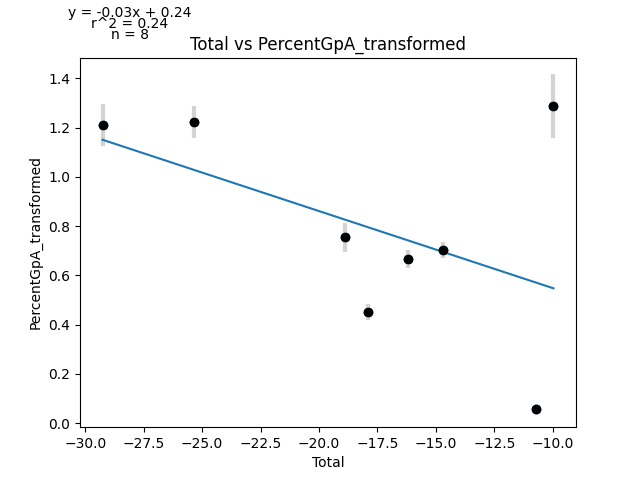 y = -0.03x + 0.24
r^2 = 0.24
n = 8
Total vs PercentGpA_transformed
1.4
1.2
1.0
0.8
0.6
0.4
0.2
0.0
PercentGpA_transformed
−30.0 −27.5 −25.0 −22.5 −20.0 −17.5 −15.0 −12.5 −10.0
Total